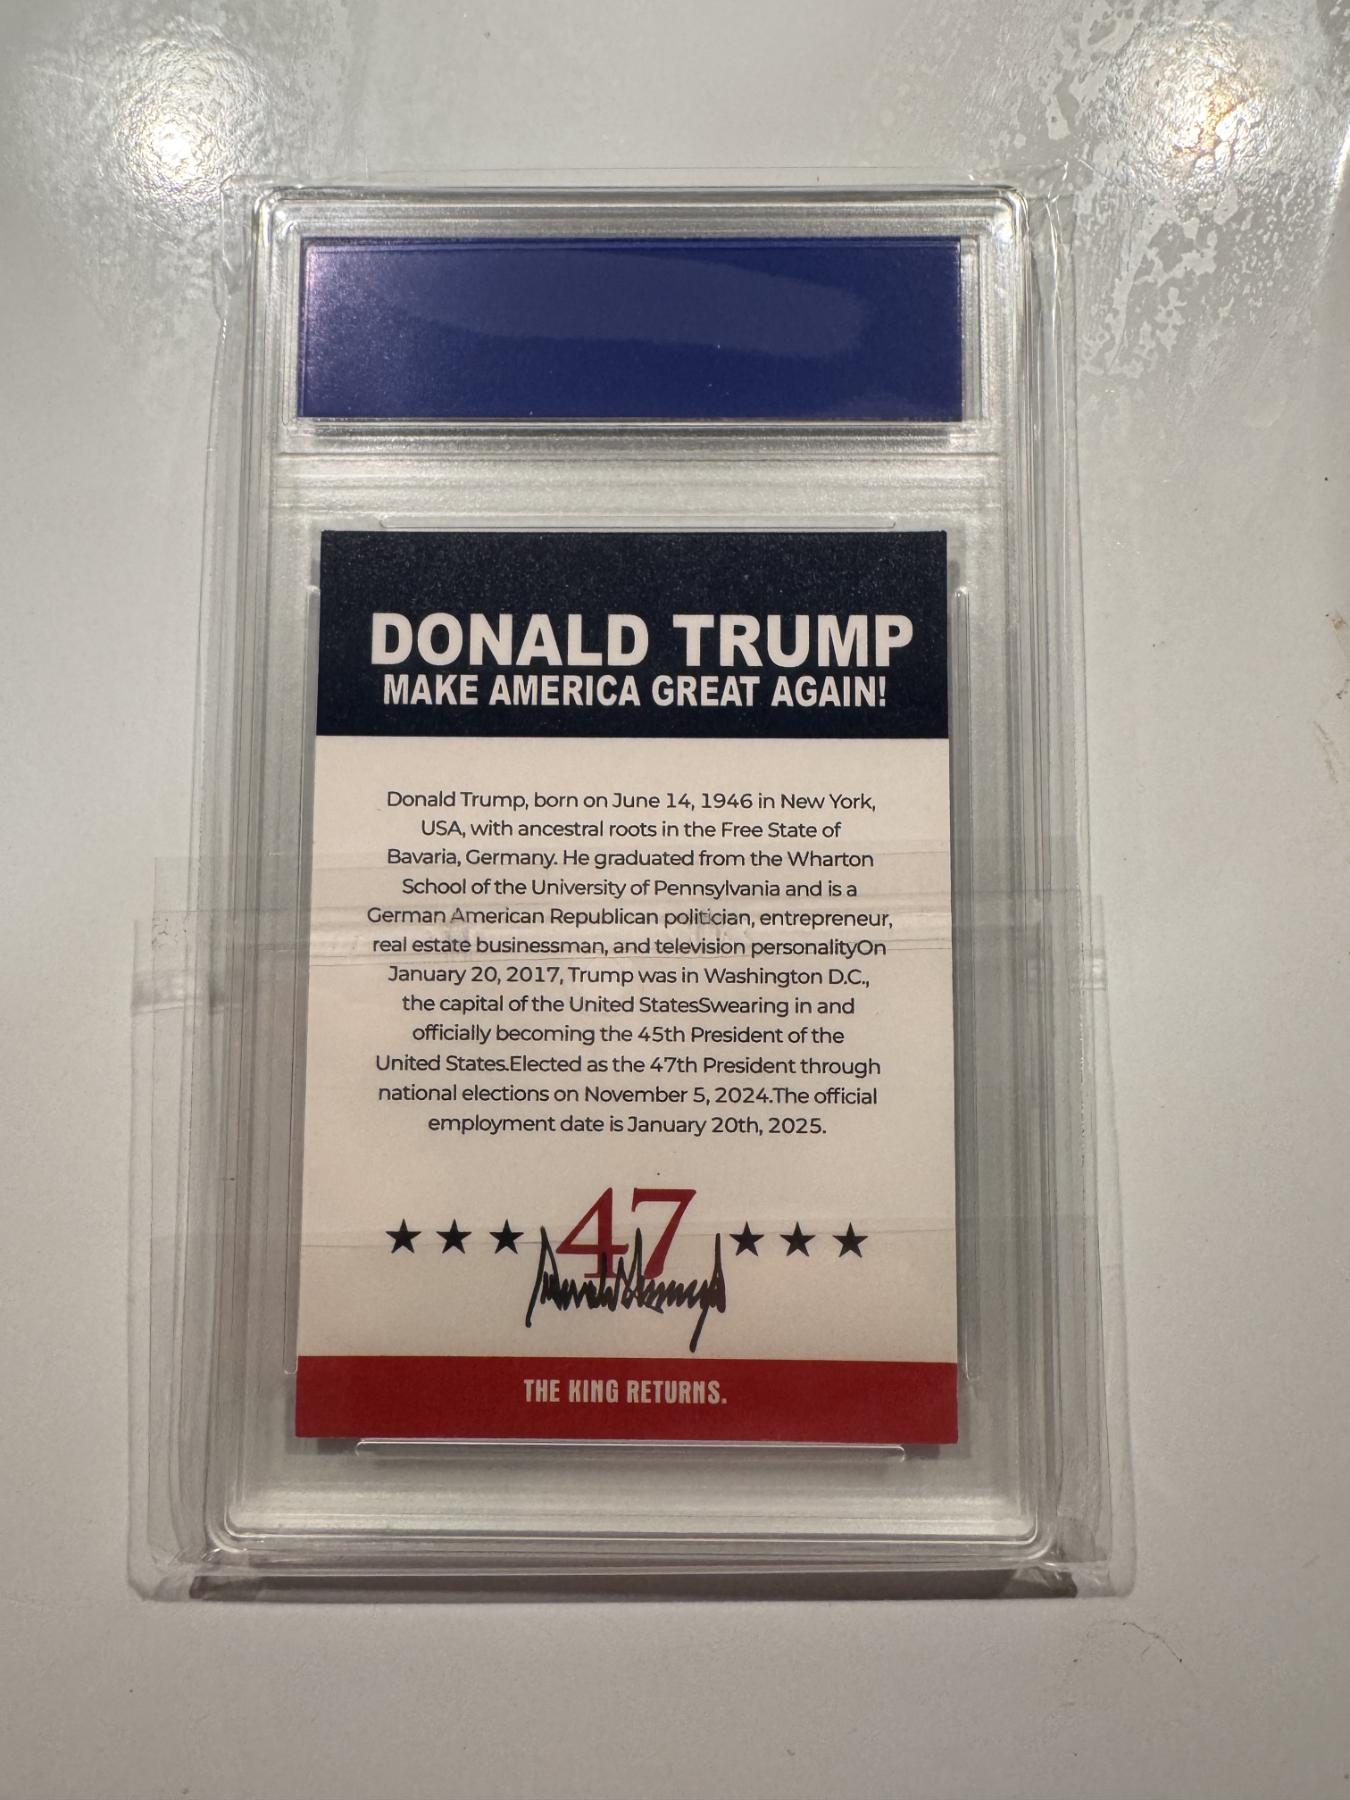 DONALD TRUMP
MAKE AMERICA GREAT AGAIN!
Donald Trump, born on June 14, 1946 in New York,
USA, with ancestral roots in the Free State of
Bavaria, Germany. He graduated from the Wharton
School of the University of Pennsylvania and is a
German American Republican politician, entrepreneur,
real estate businessman, and television personalityOn
January 20, 2017, Trump was in Washington D.C.,
the capital of the United StatesSwearing in and
officially becoming the 45th President of the
United States.Elected as the 47th President through
national elections on November 5, 2024.The official
employment date is January 20th, 2025.
★ ★ ★ 47 ★ ★ ★
Donald Trump
THE KING RETURNS.